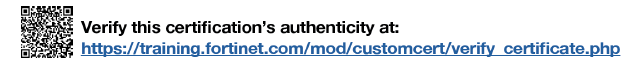 Verify this certification’s authenticity at:
https://training.fortinet.com/mod/customcert/verify_certificate.php